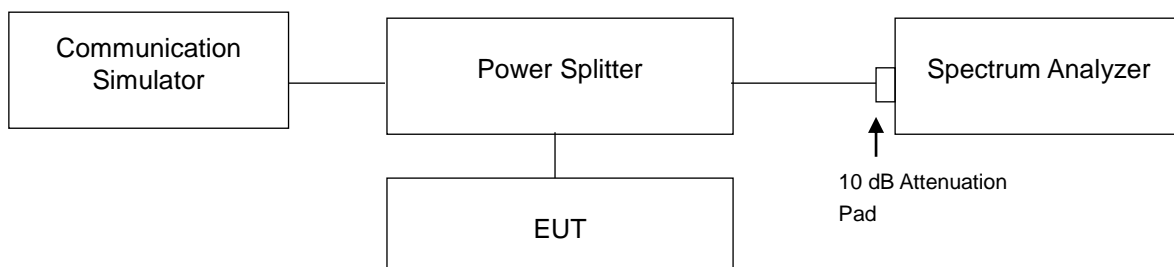 Communication
Simulator
Power Splitter
Spectrum Analyzer
10 dB Attenuation
Pad
EUT